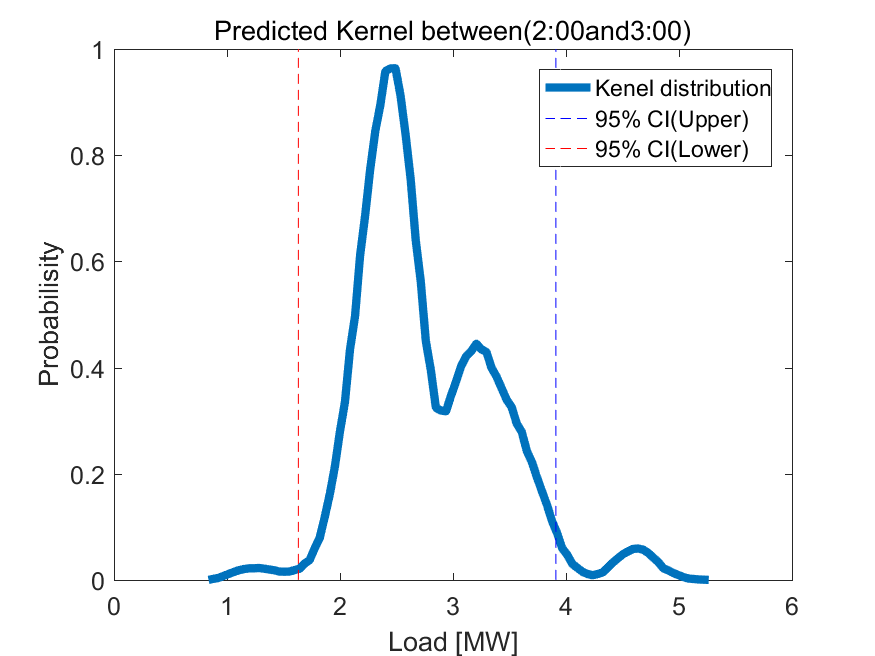 Predicted Kernel between(2:00and3:00)
1
0.8
0.6
0.4
0.2
0
Probabilisity
Kenel distribution
95% CI(Upper)
95% CI(Lower)
0 1 2 3 4 5 6
Load [MW]